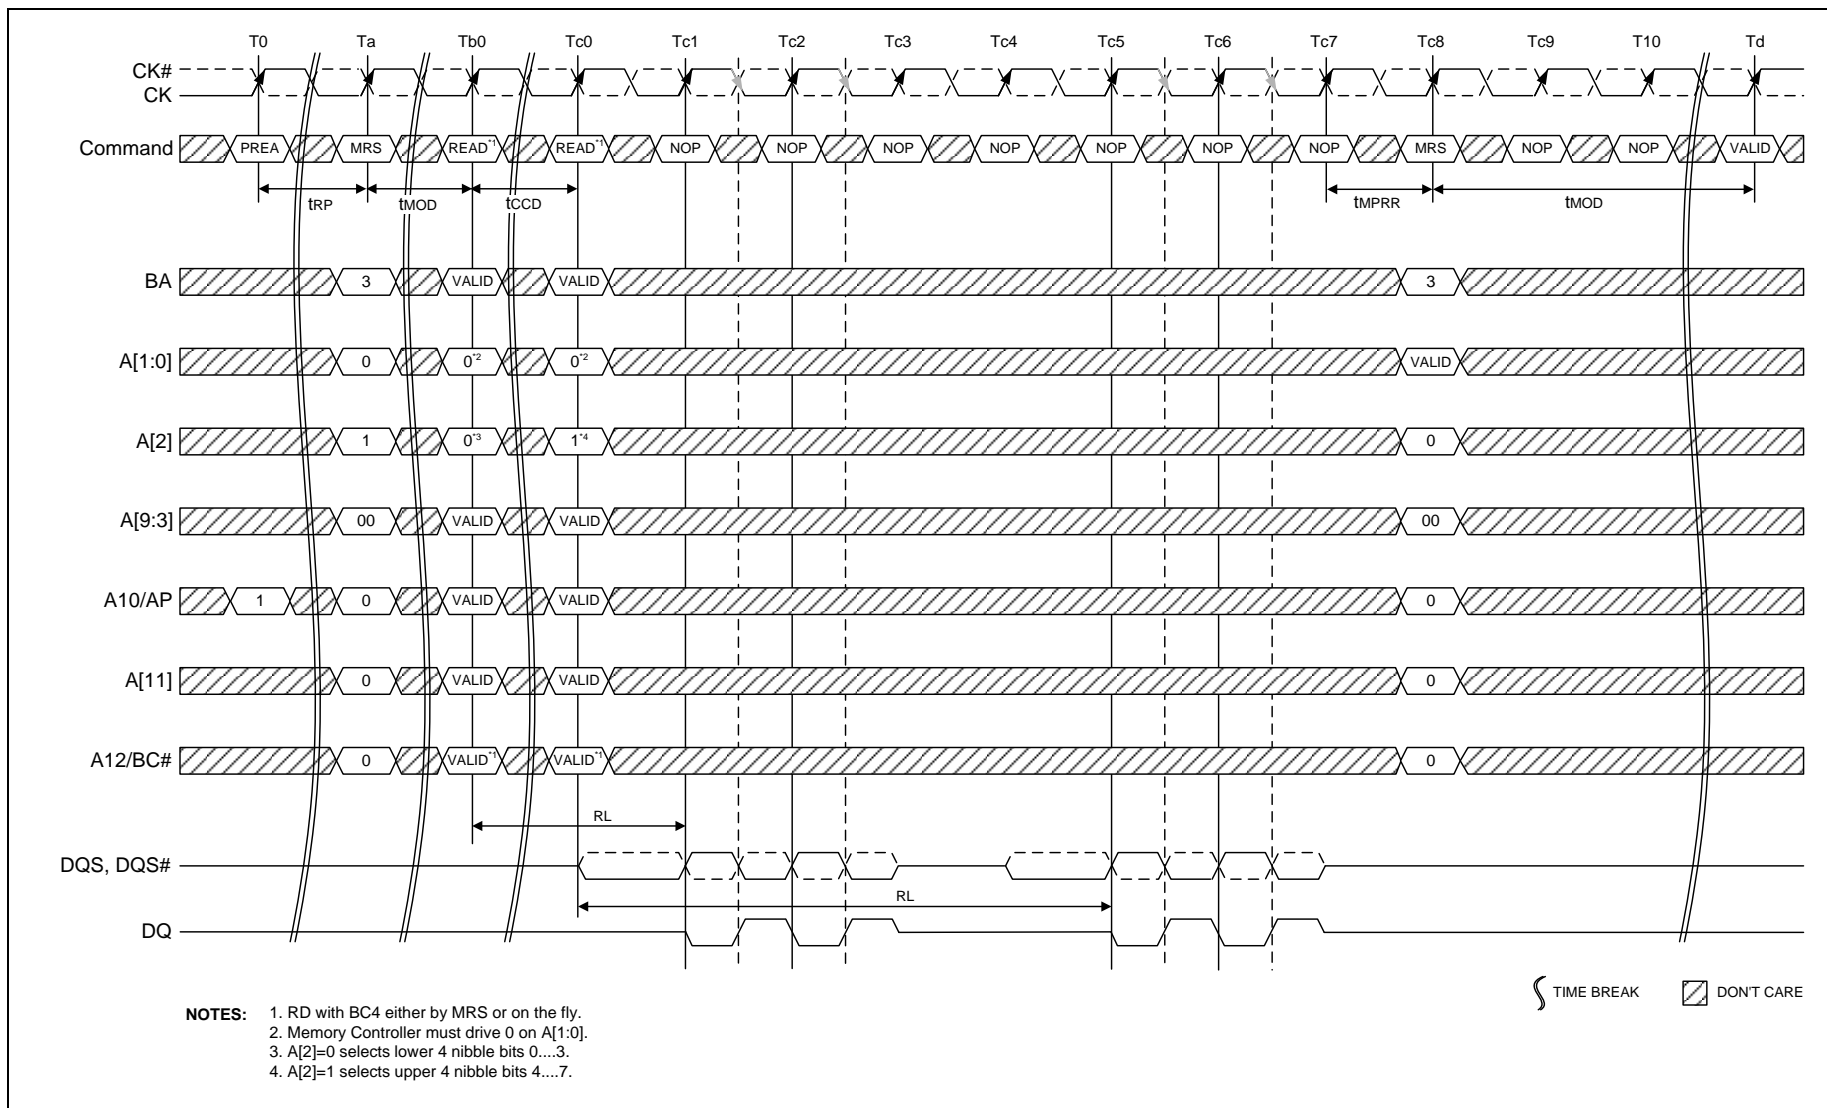 T0 Ta Tb0 Tc0 Tc1 Tc2 Tc3 Tc4 Tc5 Tc6 Tc7 Tc8 Tc9 T10 Td
CK#
CK
Command PREA MRS READ*1 READ*1 NOP NOP NOP NOP NOP NOP NOP MRS NOP NOP VALID
tRP tMOD tCCD tMPRR tMOD
BA 3 VALID VALID 3
A[1:0] 0 0*2 0*2 VALID
A[2] 1 0*3 1*4 0
A[9:3] 00 VALID VALID 00
A10/AP 1 0 VALID VALID 0
A[11] 0 VALID VALID 0
A12/BC# 0 VALID*1 VALID*1 0
RL
DQS, DQS#
RL
DQ
TIME BREAK DON'T CARE
NOTES: 1. RD with BC4 either by MRS or on the fly.
2. Memory Controller must drive 0 on A[1:0].
3. A[2]=0 selects lower 4 nibble bits 0....3.
4. A[2]=1 selects upper 4 nibble bits 4....7.